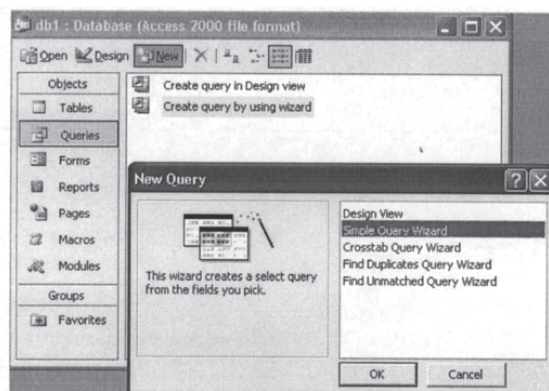 db1 : Database (Access 2000 file format)
Open Design New
Objects
Tables
Queries
Forms
Reports
Pages
Macros
Modules
Groups
Favorites
Create query in Design view
Create query by using wizard
New Query
This wizard creates a select query
from the fields you pick.
Design View
Simple Query Wizard
Crosstab Query Wizard
Find Duplicates Query Wizard
Find Unmatched Query Wizard
OK Cancel